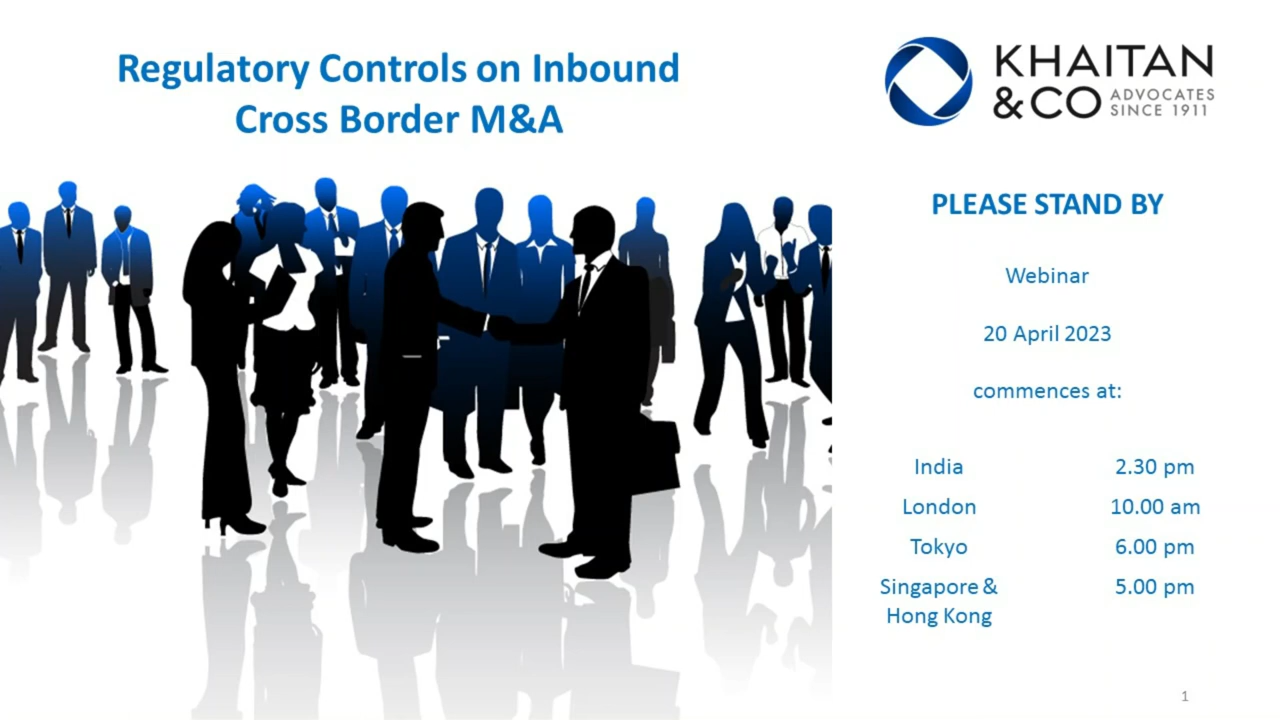 Regulatory Controls on Inbound
Cross Border M&A
KHAITAN
&CO ADVOCATES
SINCE 1911
PLEASE STAND BY
Webinar
20 April 2023
commences at:
India 2.30 pm
London 10.00 am
Tokyo 6.00 pm
Singapore & 5.00 pm
Hong Kong
1